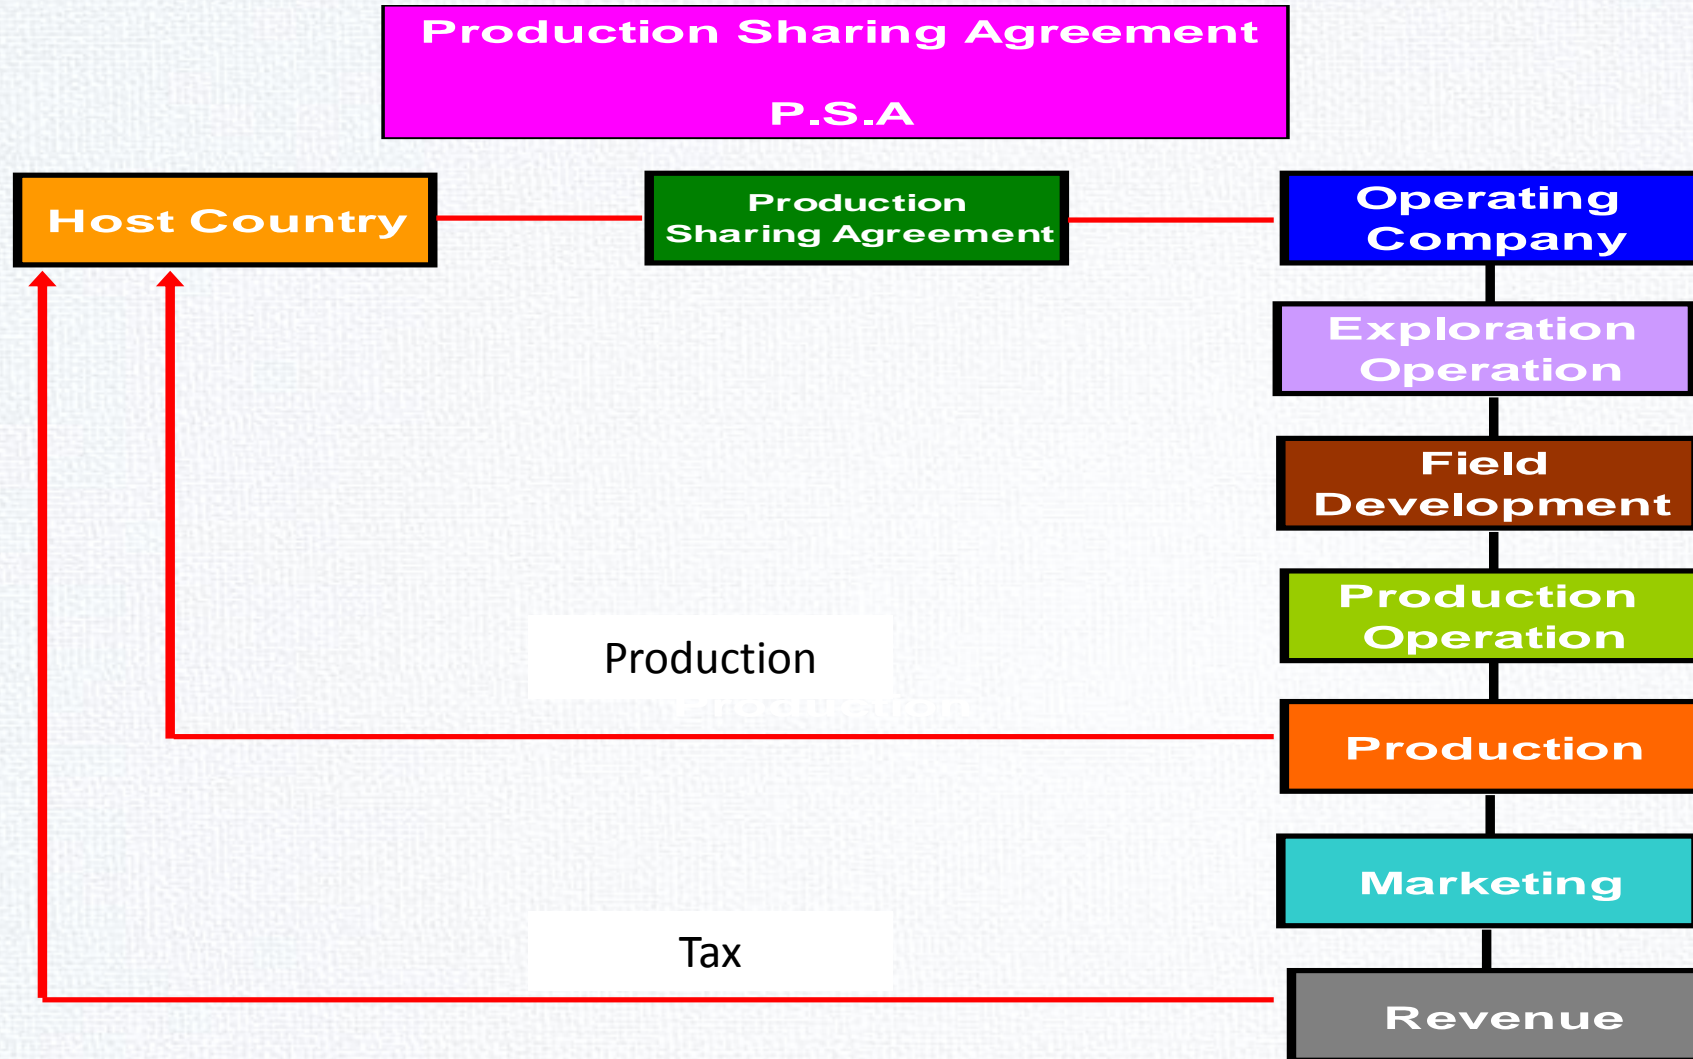 Production Sharing Agreement
P.S.A
Host Country
Production
Sharing Agreement
Operating
Company
Exploration
Operation
Field
Development
Production
Operation
Production
Production
Production
Marketing
Tax
Revenue